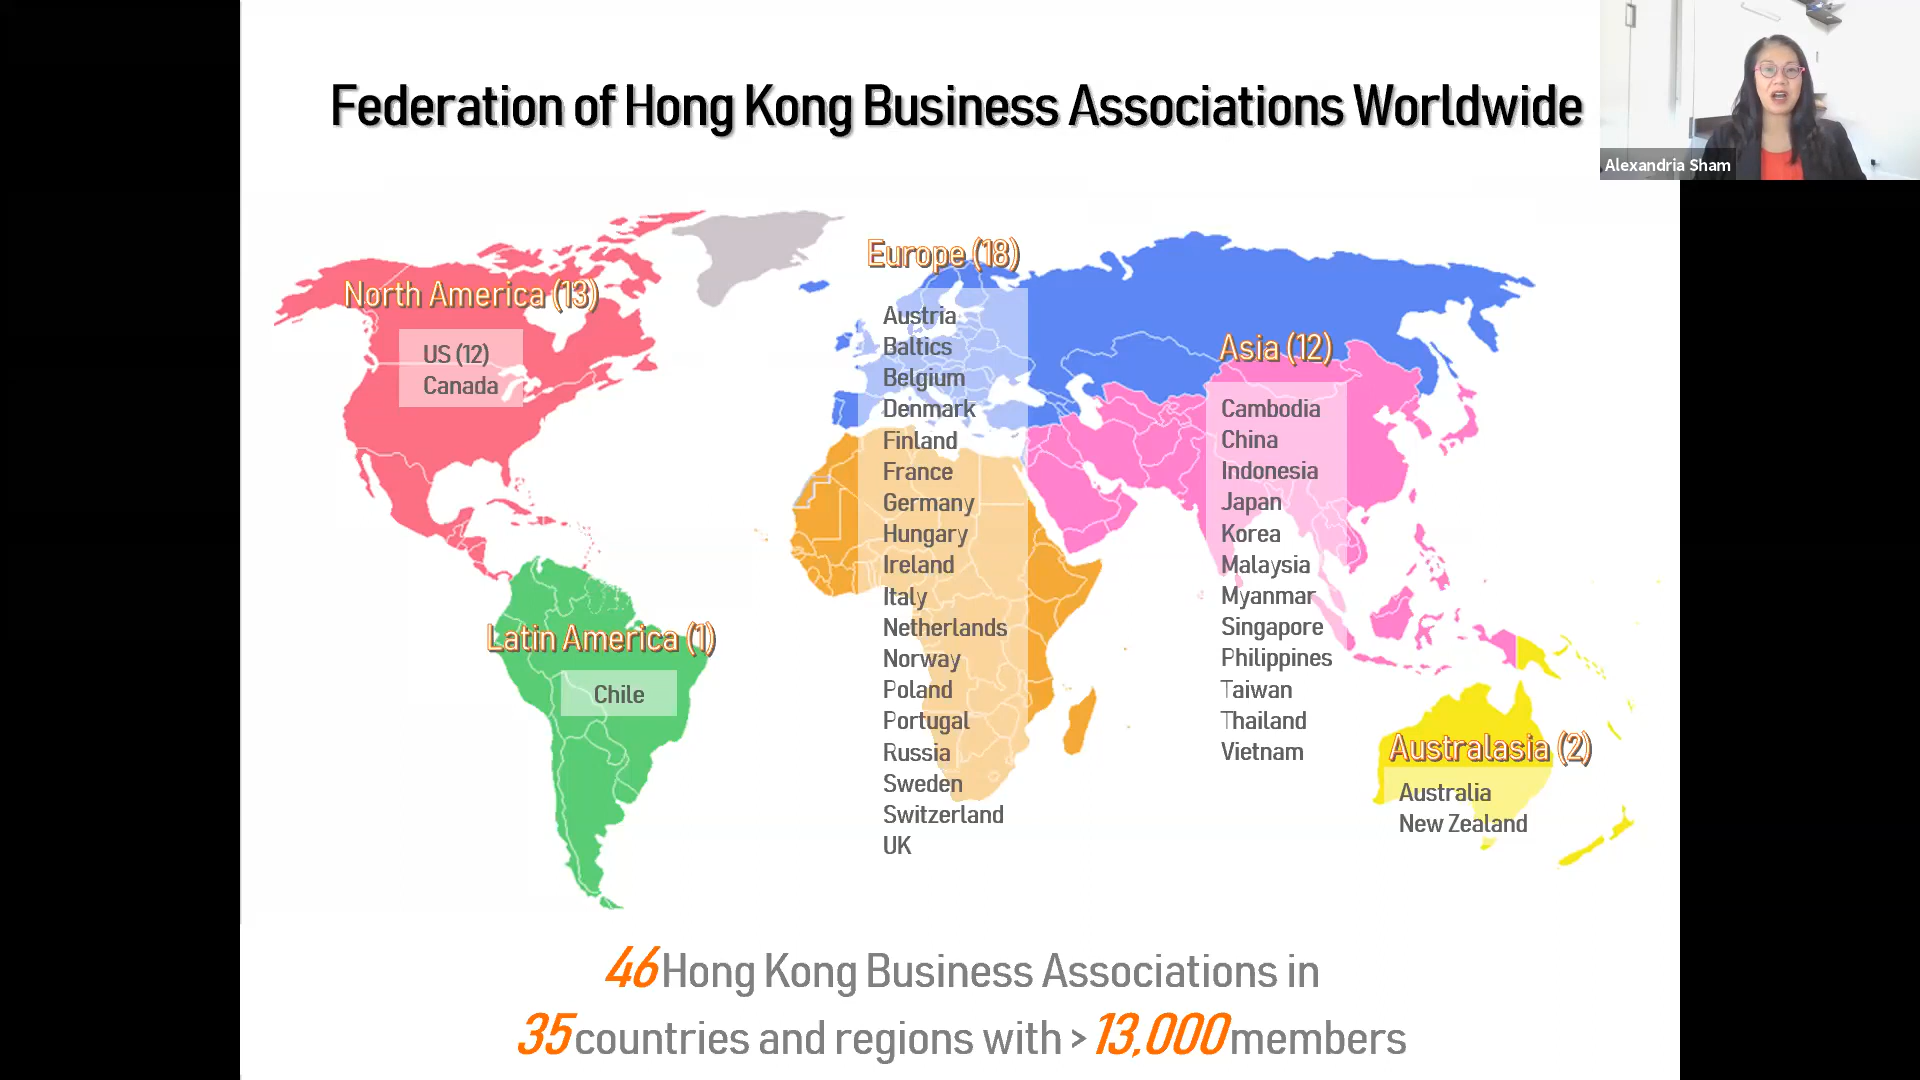 Federation of Hong Kong Business Associations Worldwide
Alexandria Sham
North America (13)
US (12)
Canada
Latin America (1)
Chile
Europe (18)
Austria
Baltics
Belgium
Denmark
Finland
France
Germany
Hungary
Ireland
Italy
Netherlands
Norway
Poland
Portugal
Russia
Sweden
Switzerland
UK
Asia (12)
Cambodia
China
Indonesia
Japan
Korea
Malaysia
Myanmar
Singapore
Philippines
Taiwan
Thailand
Vietnam
Australasia (2)
Australia
New Zealand
46 Hong Kong Business Associations in
35 countries and regions with > 13,000 members